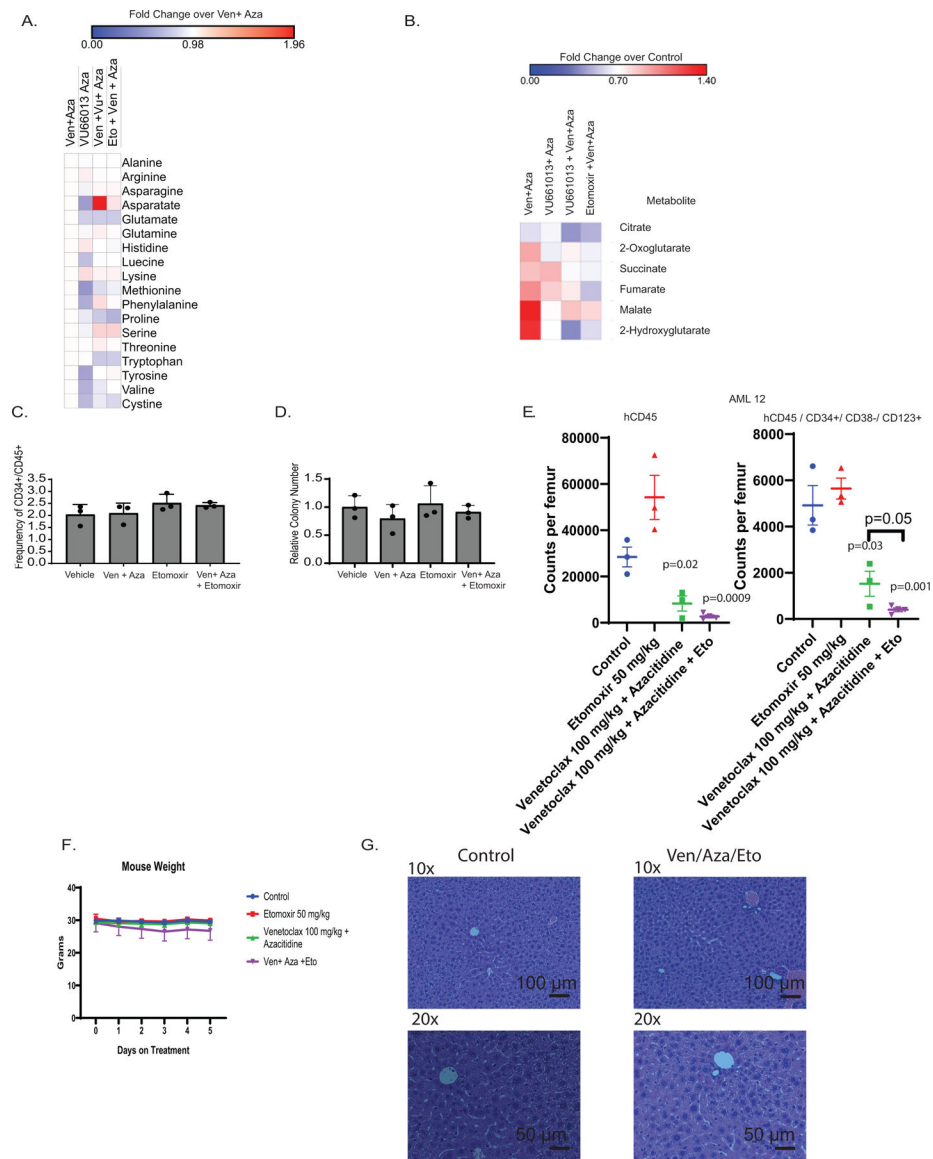 A.
Fold Change over Ven+ Aza
0.00 0.98 1.96
Ven+Aza
VU66013 Aza
Ven +Vu+ Aza
Eto + Ven + Aza
Alanine
Arginine
Asparagine
Asparatate
Glutamate
Glutamine
Histidine
Luecine
Lysine
Methionine
Phenylalanine
Proline
Serine
Threonine
Tryptophan
Tyrosine
Valine
Cystine
B.
Fold Change over Control
0.00 0.70 1.40
Ven+Aza
VU661013+ Aza
VU661013 + Ven+Aza
Etomoxir +Ven+Aza
Metabolite
Citrate
2-Oxoglutarate
Succinate
Fumarate
Malate
2-Hydroxyglutarate
C.
Frequnency of CD34+/CD45+
3.5
3.0
2.5
2.0
1.5
1.0
0.5
0.0
Vehicle
Ven + Aza
Etomoxir
Ven+ Aza
+ Etomoxir
D.
Relative Colony Number
1.5
1.0
0.5
0.0
Vehicle
Ven + Aza
Etomoxir
Ven+ Aza
+ Etomoxir
E.
AML 12
hCD45
Counts per femur
80000
60000
40000
20000
0
p=0.02
p=0.0009
Control
Etomoxir 50 mg/kg
Venetoclax 100 mg/kg + Azacitidine
Venetoclax 100 mg/kg + Azacitidine + Eto
hCD45 / CD34+/ CD38-/ CD123+
Counts per femur
8000
6000
4000
2000
0
p=0.05
p=0.03
p=0.001
Control
Etomoxir 50 mg/kg
Venetoclax 100 mg/kg + Azacitidine
Venetoclax 100 mg/kg + Azacitidine + Eto
F.
Mouse Weight
Grams
40
30
20
10
0
0 1 2 3 4 5
Days on Treatment
Control
Etomoxir 50 mg/kg
Venetoclax 100 mg/kg +
Azacitidine
Ven+ Aza +Eto
G.
Control
Ven/Aza/Eto
10x
100 µm
10x
100 µm
20x
50 µm
20x
50 µm